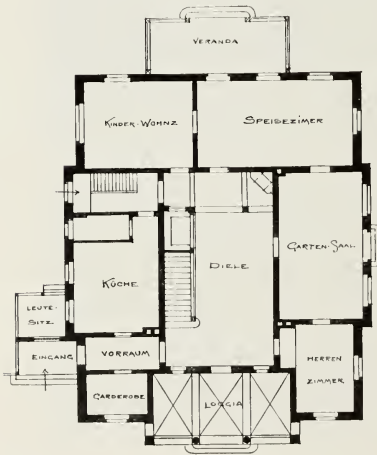 VERANDA
KINDER-WOHNZ
SPEISEZIMER
GARTEN-SAAL
DIELE
KÜCHE
LEUTE-
SITZ.
EINGANG
VORRAUM
HERREN
ZIMMER
GARDEROBE
LOGGIA